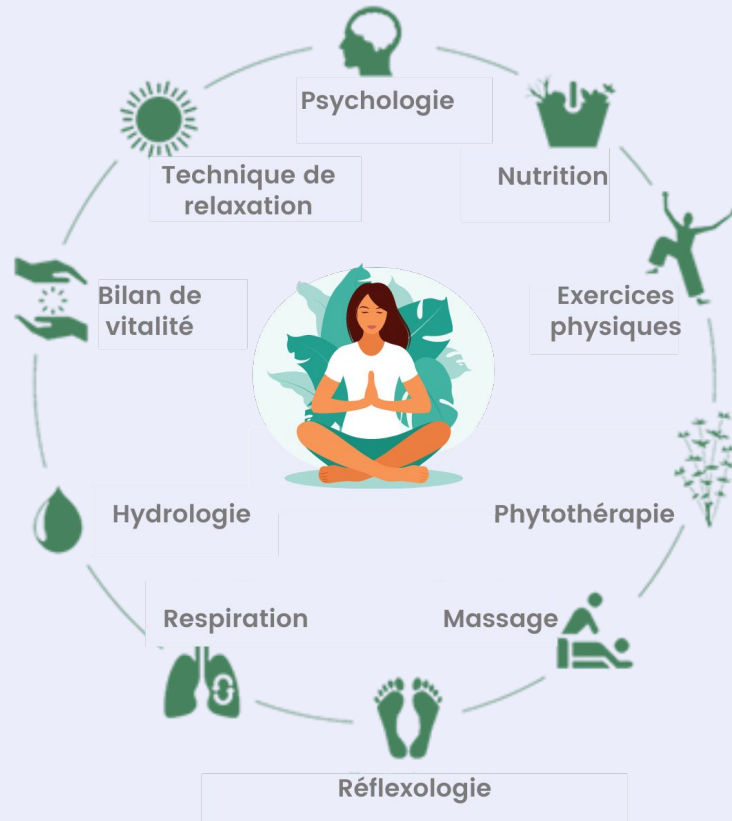 Psychologie
Technique de
relaxation
Nutrition
Bilan de
vitalité
Exercices
physiques
Hydrologie
Phytothérapie
Respiration
Massage
Réflexologie